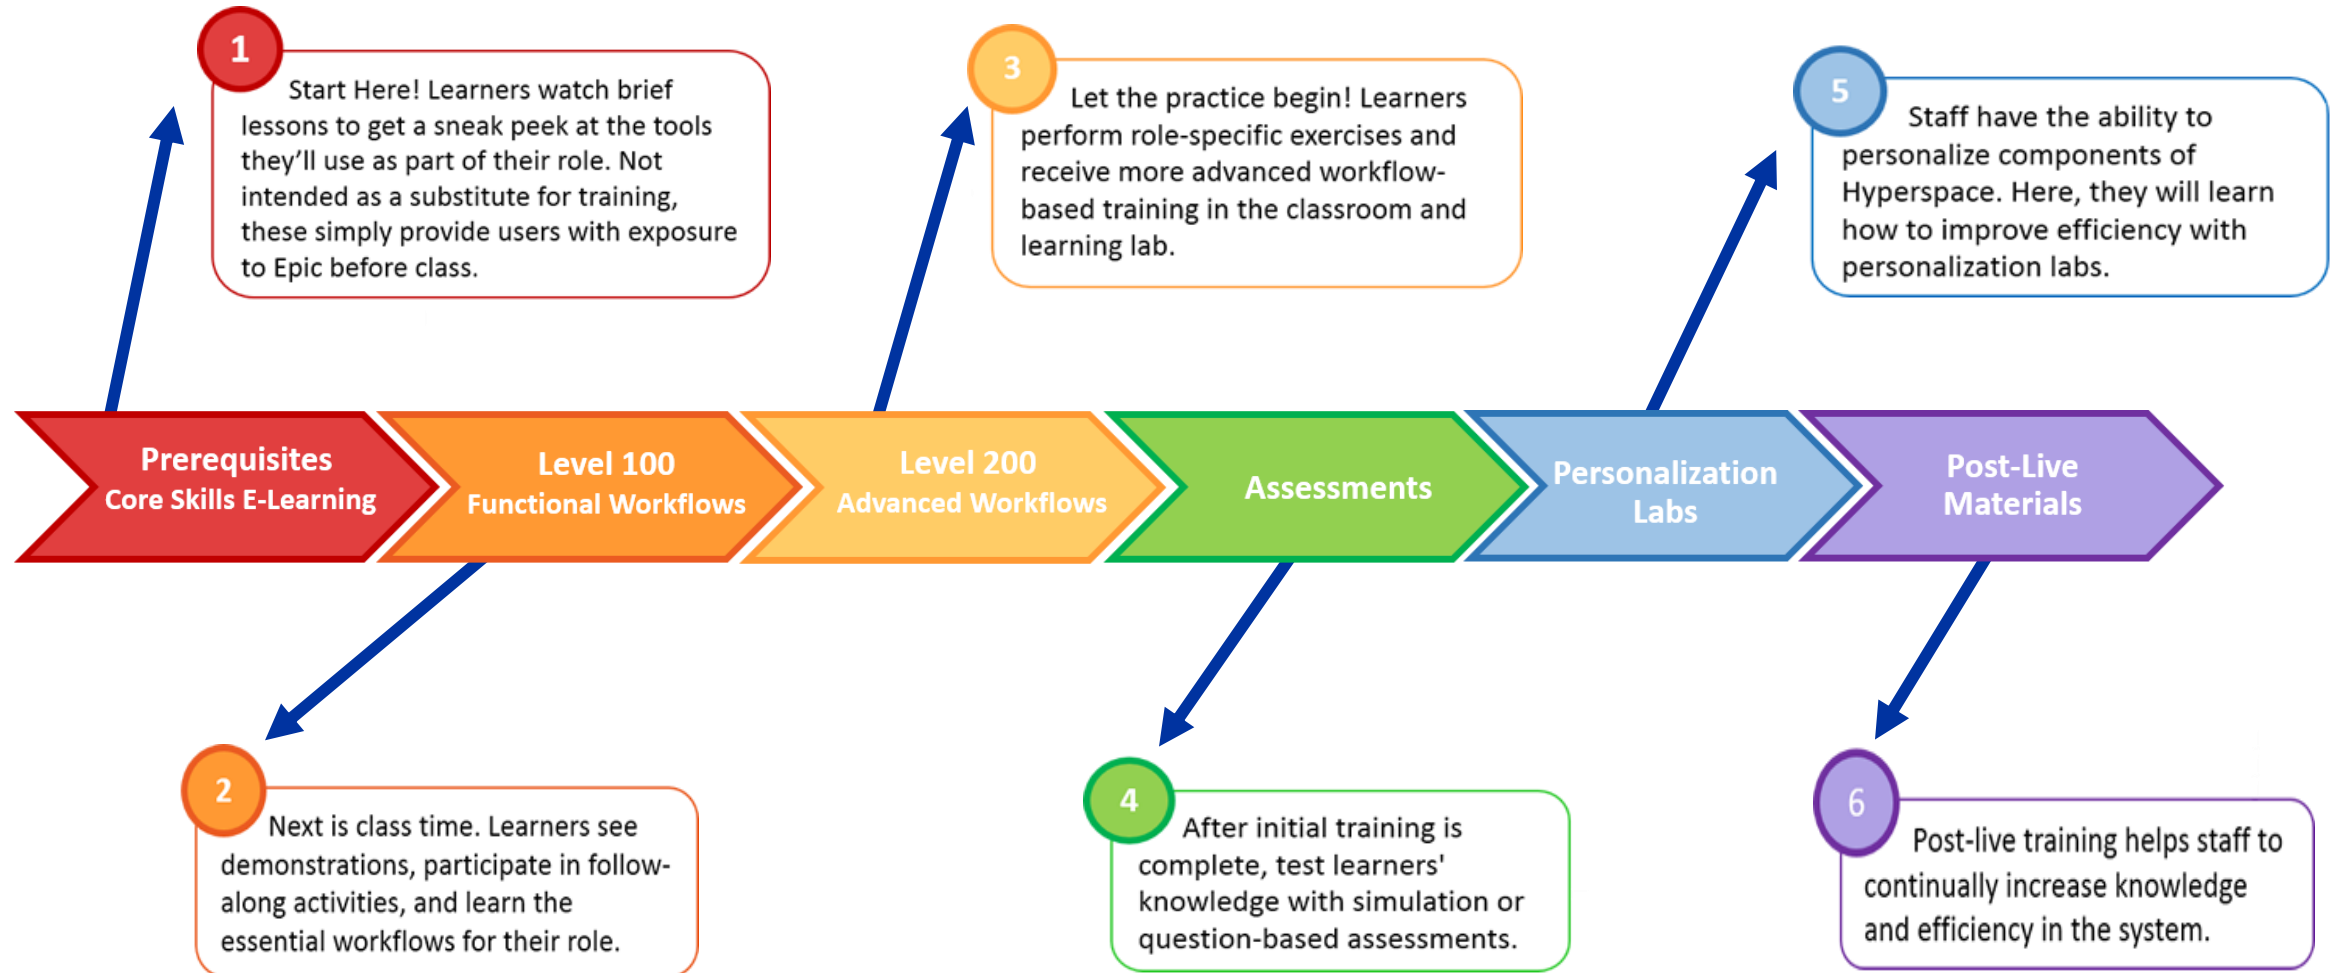 1
Start Here! Learners watch brief
lessons to get a sneak peek at the tools
they’ll use as part of their role. Not
intended as a substitute for training,
these simply provide users with exposure
to Epic before class.
3
Let the practice begin! Learners
perform role-specific exercises and
receive more advanced workflow-
based training in the classroom and
learning lab.
5
Staff have the ability to
personalize components of
Hyperspace. Here, they will learn
how to improve efficiency with
personalization labs.
Prerequisites
Core Skills E-Learning
Level 100
Functional Workflows
Level 200
Advanced Workflows
Assessments
Personalization
Labs
Post-Live
Materials
2
Next is class time. Learners see
demonstrations, participate in follow-
along activities, and learn the
essential workflows for their role.
4
After initial training is
complete, test learners'
knowledge with simulation or
question-based assessments.
6
Post-live training helps staff to
continually increase knowledge
and efficiency in the system.